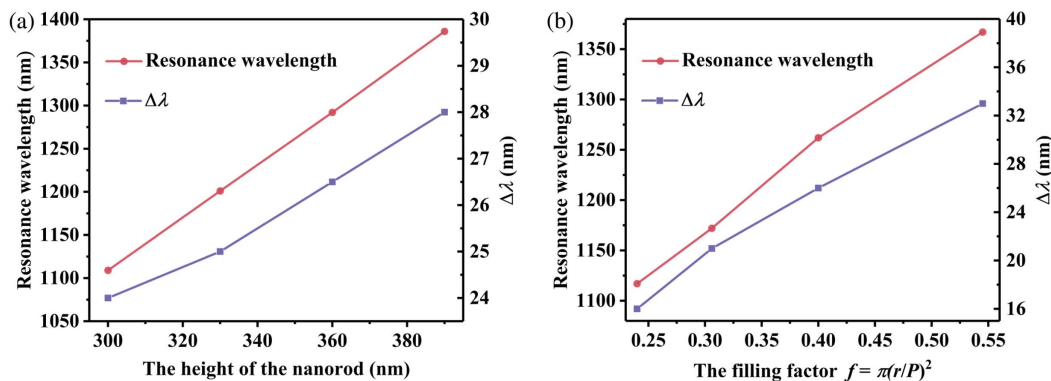 (a)
Resonance wavelength (nm)
1400
1350
1300
1250
1200
1150
1100
1050
Resonance wavelength
Δλ
30
29
28
27
26
25
24
Δλ (nm)
300 320 340 360 380
The height of the nanorod (nm)
(b)
Resonance wavelength (nm)
1350
1300
1250
1200
1150
1100
Resonance wavelength
Δλ
40
36
32
28
24
20
16
Δλ (nm)
0.25 0.30 0.35 0.40 0.45 0.50 0.55
The filling factor f = π(r/P)²